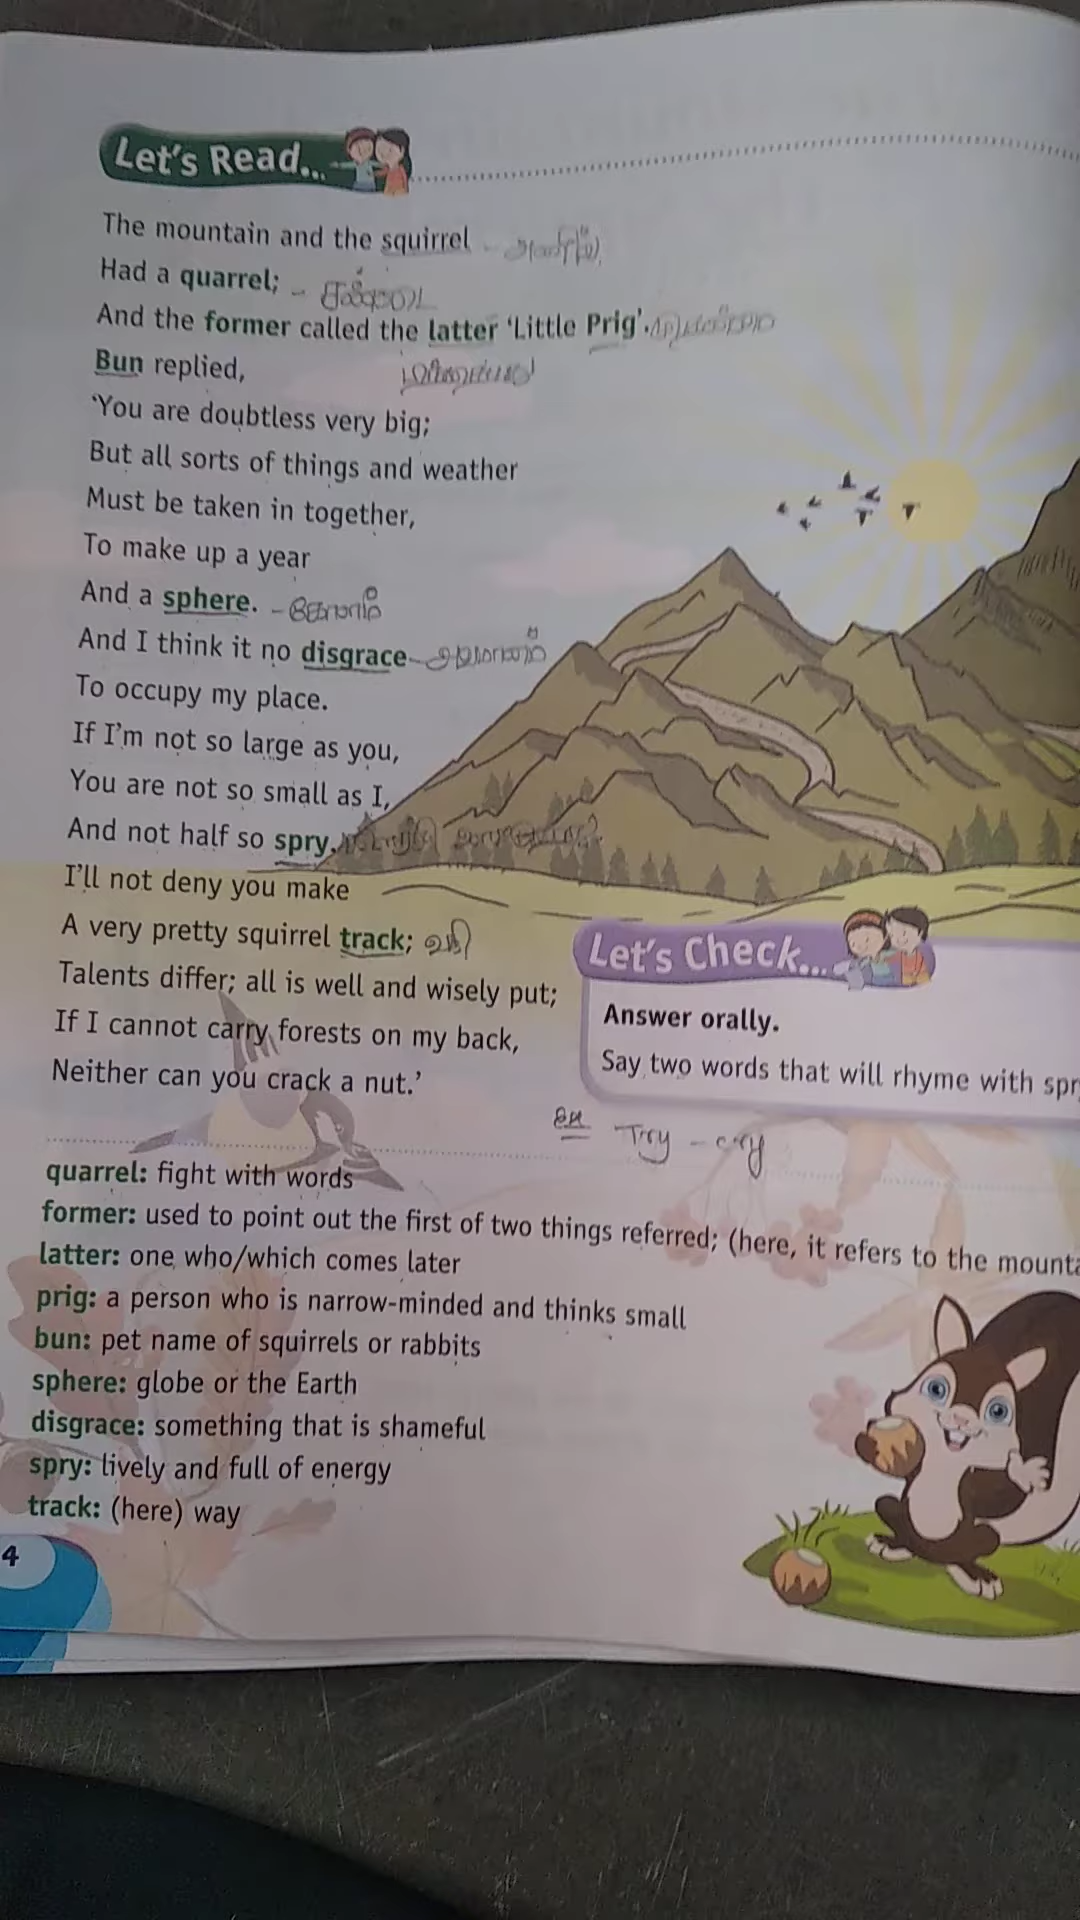 Let's Read...
The mountain and the squirrel - அணில்
Had a quarrel; - சண்டை
And the former called the latter 'Little Prig'.
Bun replied,
'You are doubtless very big;
But all sorts of things and weather
Must be taken in together,
To make up a year
And a sphere. - கோளம்
And I think it no disgrace - அவமானம்
To occupy my place.
If I'm not so large as you,
You are not so small as I,
And not half so spry.
I'll not deny you make
A very pretty squirrel track; வழி
Talents differ; all is well and wisely put;
If I cannot carry forests on my back,
Neither can you crack a nut.'
Let's Check...
Answer orally.
Say two words that will rhyme with
Try - cry
quarrel: fight with words
former: used to point out the first of two things referred; (here, it refers to the
latter: one who/which comes later
prig: a person who is narrow-minded and thinks small
bun: pet name of squirrels or rabbits
sphere: globe or the Earth
disgrace: something that is shameful
spry: lively and full of energy
track: (here) way
4